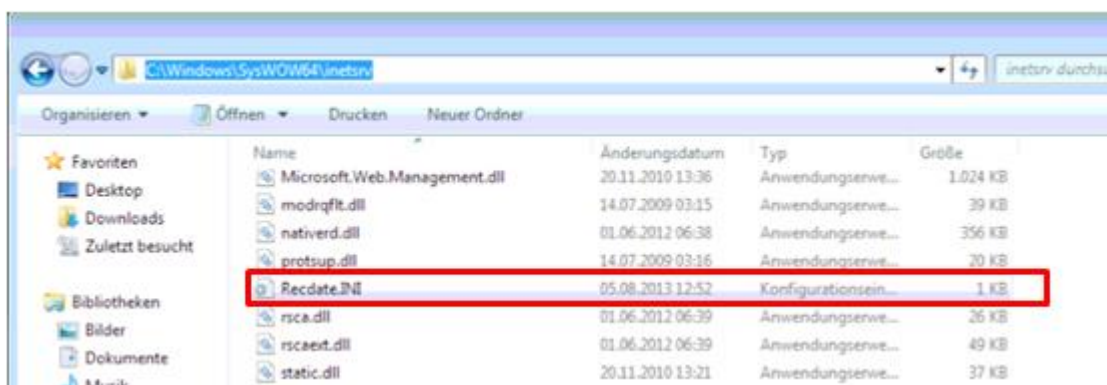 C:\Windows\SysWOW64\inetsrv
inetsrv durchsu
Organisieren Öffnen Drucken Neuer Ordner
Favoriten
Desktop
Downloads
Zuletzt besucht
Bibliotheken
Bilder
Dokumente
Musik
Name Änderungsdatum Typ Größe
Microsoft.Web.Management.dll 20.11.2010 13:36 Anwendungserwe... 1.024 KB
modrqflt.dll 14.07.2009 03:15 Anwendungserwe... 39 KB
nativerd.dll 01.06.2012 06:38 Anwendungserwe... 356 KB
protsup.dll 14.07.2009 03:16 Anwendungserwe... 20 KB
Recdate.INI 05.08.2013 12:52 Konfigurationsein... 1 KB
rsca.dll 01.06.2012 06:39 Anwendungserwe... 26 KB
rscaext.dll 01.06.2012 06:39 Anwendungserwe... 49 KB
static.dll 20.11.2010 13:21 Anwendungserwe... 37 KB